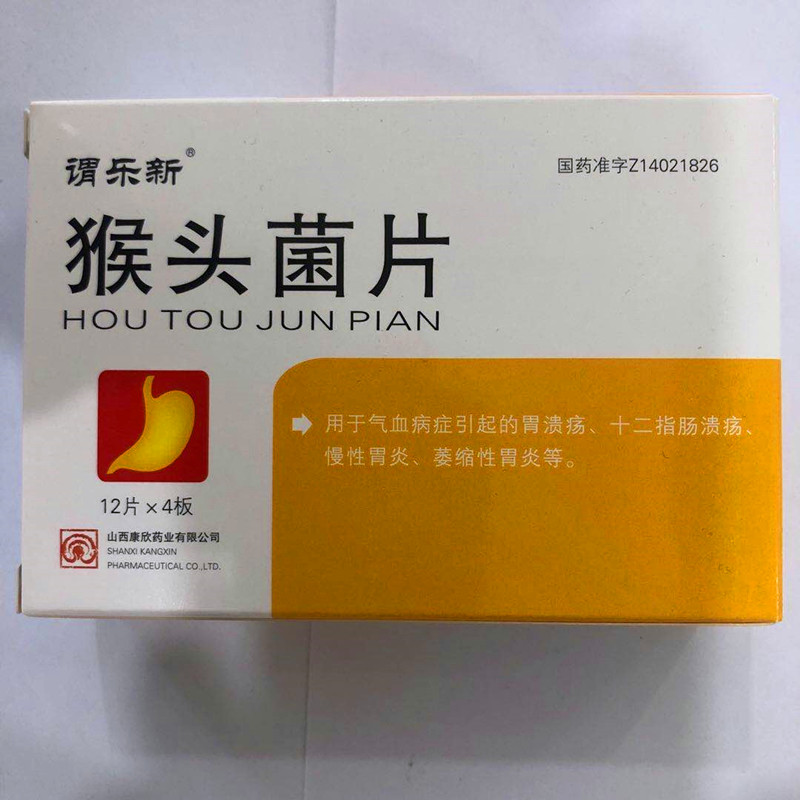 谓乐新®
国药准字Z14021826
猴头菌片
HOU TOU JUN PIAN
用于气血病症引起的胃溃疡、十二指肠溃疡、
慢性胃炎、萎缩性胃炎等。
12片×4板
山西康欣药业有限公司
SHANXI KANGXIN
PHARMACEUTICAL CO.,LTD.